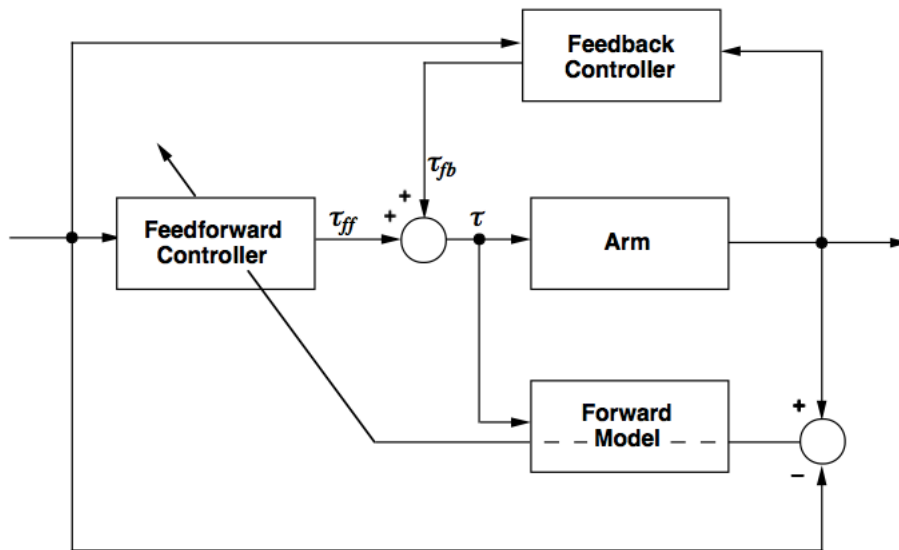 Feedback
Controller
τfb
+
+
Feedforward
Controller
τff
τ
Arm
Forward
Model
+
−